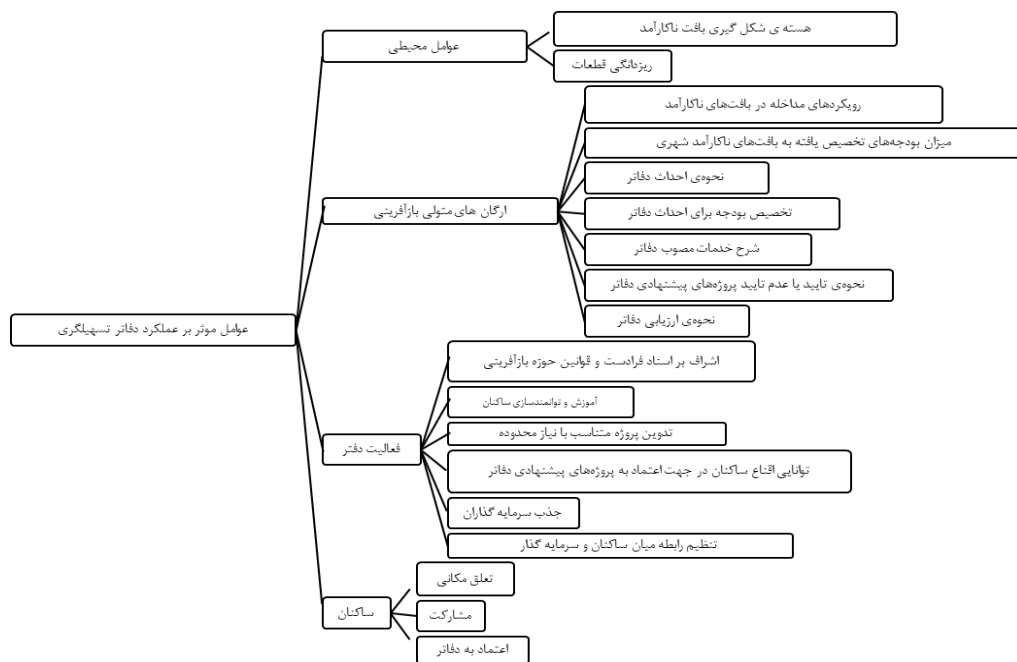 عوامل موثر بر عملکرد دفاتر تسهیلگری
عوامل محیطی
هسته ی شکل گیری بافت ناکارآمد
ریزدانگی قطعات
ارگان های متولی بازآفرینی
رویکردهای مداخله در بافت‌های ناکارآمد
میزان بودجه‌های تخصیص یافته به بافت‌های ناکارآمد شهری
نحوه‌ی احداث دفاتر
تخصیص بودجه برای احداث دفاتر
شرح خدمات مصوب دفاتر
نحوه‌ی تایید یا عدم تایید پروژه‌های پیشنهادی دفاتر
نحوه‌ی ارزیابی دفاتر
فعالیت دفتر
اشراف بر اسناد فرادست و قوانین حوزه بازآفرینی
آموزش و توانمندسازی ساکنان
تدوین پروژه متناسب با نیاز محدوده
توانایی اقناع ساکنان در جهت اعتماد به پروژه‌های پیشنهادی دفاتر
جذب سرمایه گذاران
تنظیم رابطه میان ساکنان و سرمایه گذار
ساکنان
تعلق مکانی
مشارکت
اعتماد به دفاتر